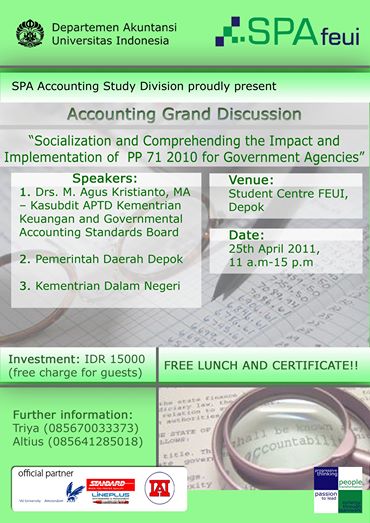 Departemen Akuntansi
Universitas Indonesia
SPA feui
SPA Accounting Study Division proudly present
Accounting Grand Discussion
“Socialization and Comprehending the Impact and
Implementation of PP 71 2010 for Government Agencies”
Speakers:
1. Drs. M. Agus Kristianto, MA
– Kasubdit APTD Kementrian
Keuangan and Governmental
Accounting Standards Board
2. Pemerintah Daerah Depok
3. Kementrian Dalam Negeri
Venue:
Student Centre FEUI,
Depok
Date:
25th April 2011,
11 a.m-15 p.m
Investment: IDR 15000
(free charge for guests)
FREE LUNCH AND CERTIFICATE!!
Further information:
Triya (085670033373)
Altius (085641285018)
official partner
STANDARD
LINEPLUS
progressive
thinking
people
passion
to read